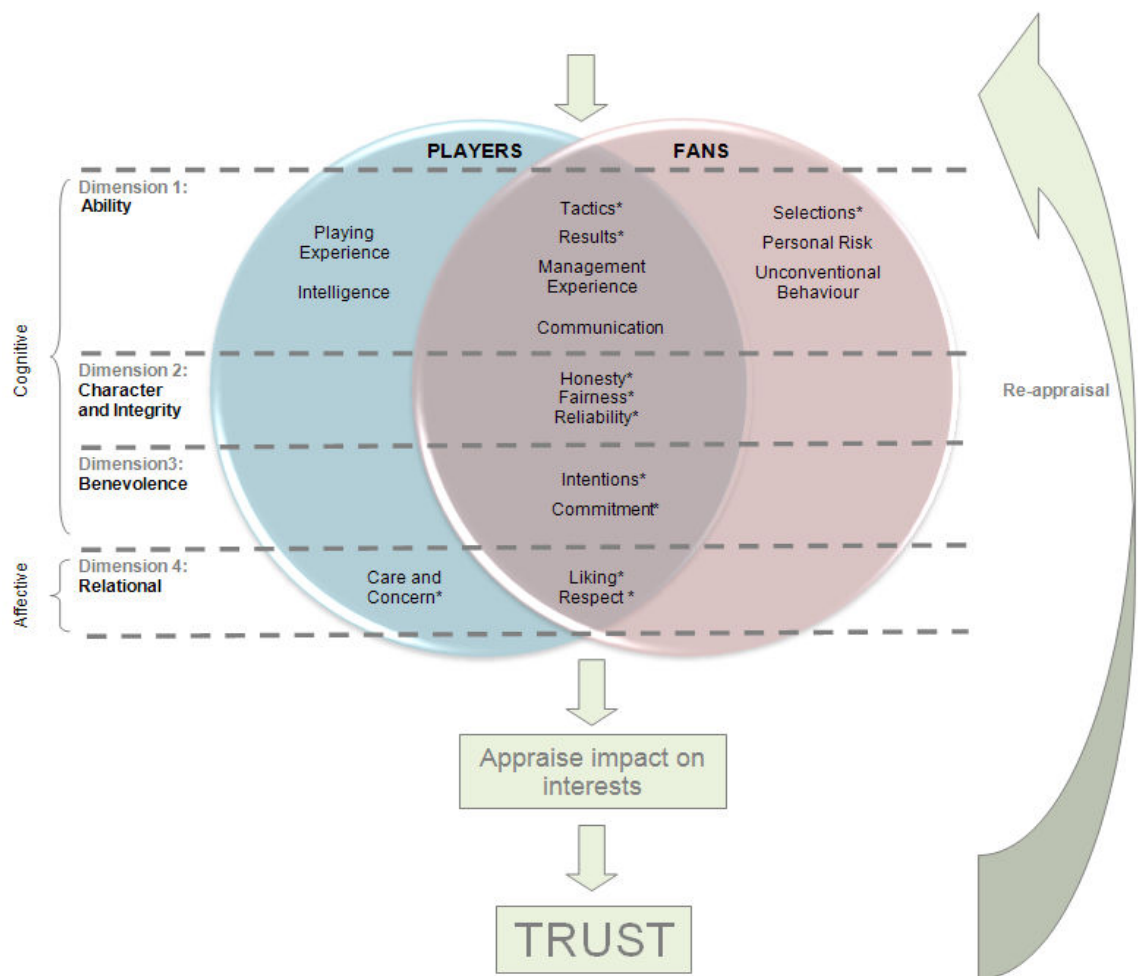 PLAYERS
FANS
Cognitive
Dimension 1:
Ability
Playing
Experience
Intelligence
Tactics*
Results*
Management
Experience
Communication
Selections*
Personal Risk
Unconventional
Behaviour
Dimension 2:
Character
and Integrity
Honesty*
Fairness*
Reliability*
Re-appraisal
Dimension3:
Benevolence
Intentions*
Commitment*
Affective
Dimension 4:
Relational
Care and
Concern*
Liking*
Respect *
Appraise impact on
interests
TRUST